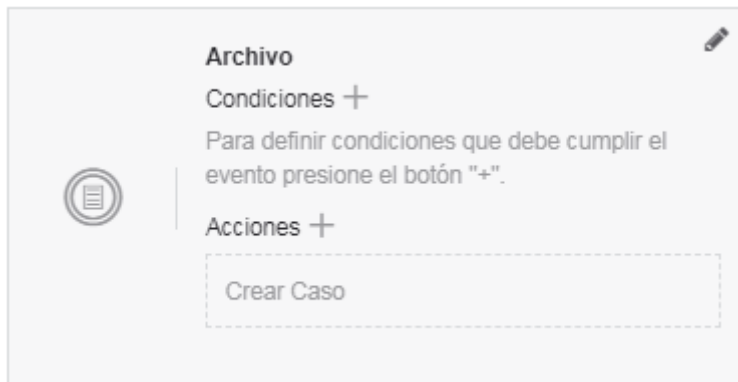 Archivo
Condiciones +
Para definir condiciones que debe cumplir el
evento presione el botón "+".
Acciones +
Crear Caso